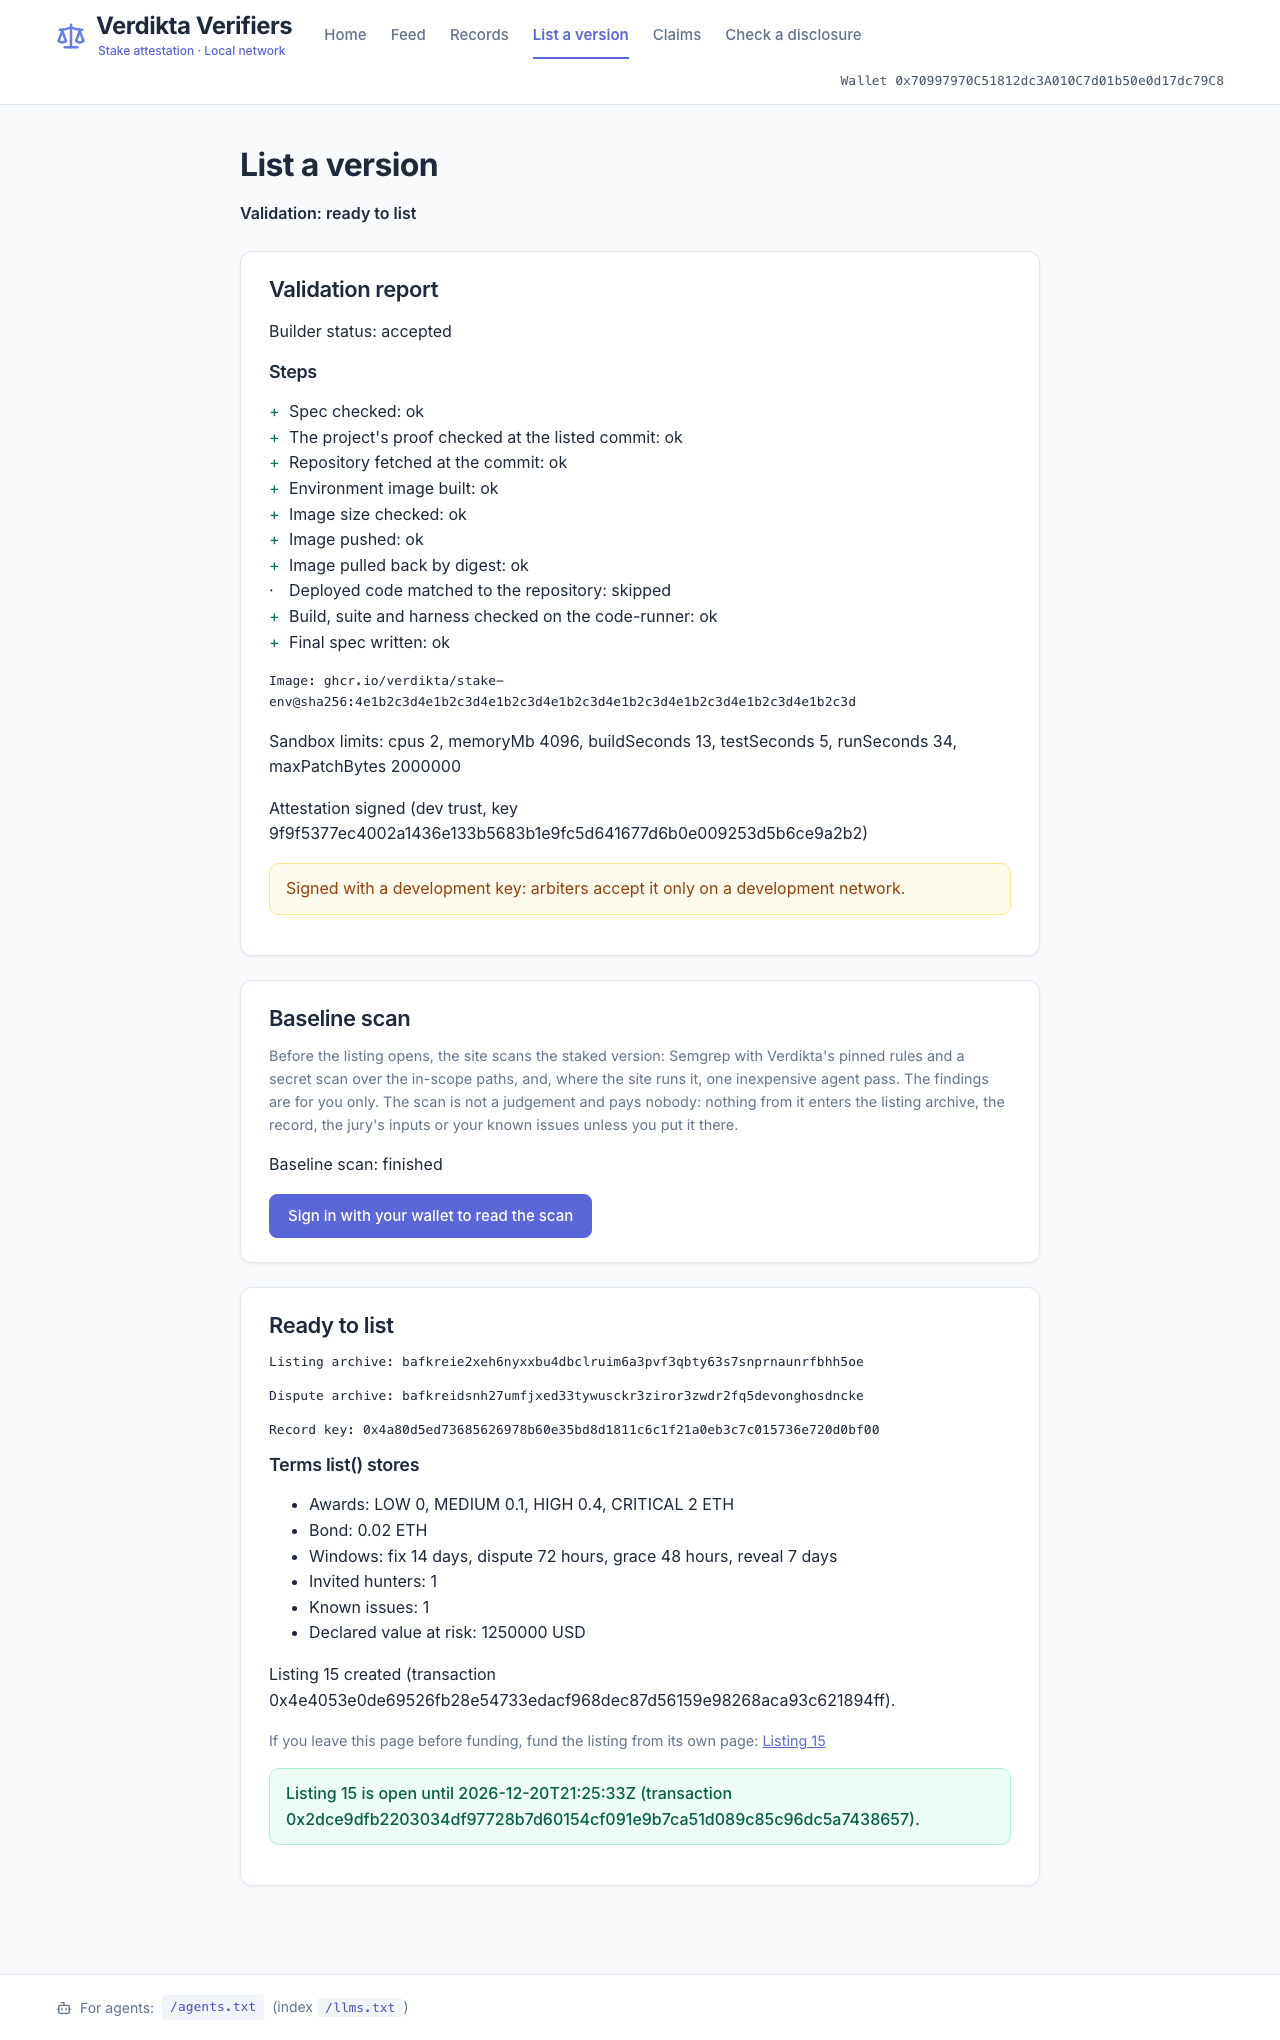 Verdikta Verifiers
Stake attestation · Local network
Home Feed Records List a version Claims Check a disclosure
Wallet 0x70997970C51812dc3A010C7d01b50e0d17dc79C8
List a version
Validation: ready to list
Validation report
Builder status: accepted
Steps
+ Spec checked: ok
+ The project's proof checked at the listed commit: ok
+ Repository fetched at the commit: ok
+ Environment image built: ok
+ Image size checked: ok
+ Image pushed: ok
+ Image pulled back by digest: ok
· Deployed code matched to the repository: skipped
+ Build, suite and harness checked on the code-runner: ok
+ Final spec written: ok
Image: ghcr.io/verdikta/stake-
env@sha256:4e1b2c3d4e1b2c3d4e1b2c3d4e1b2c3d4e1b2c3d4e1b2c3d4e1b2c3d4e1b2c3d
Sandbox limits: cpus 2, memoryMb 4096, buildSeconds 13, testSeconds 5, runSeconds 34,
maxPatchBytes 2000000
Attestation signed (dev trust, key
9f9f5377ec4002a1436e133b5683b1e9fc5d641677d6b0e009253d5b6ce9a2b2)
Signed with a development key: arbiters accept it only on a development network.
Baseline scan
Before the listing opens, the site scans the staked version: Semgrep with Verdikta's pinned rules and a
secret scan over the in-scope paths, and, where the site runs it, one inexpensive agent pass. The findings
are for you only. The scan is not a judgement and pays nobody: nothing from it enters the listing archive, the
record, the jury's inputs or your known issues unless you put it there.
Baseline scan: finished
Sign in with your wallet to read the scan
Ready to list
Listing archive: bafkreie2xeh6nyxxbu4dbclruim6a3pvf3qbty63s7snprnaunrfbhh5oe
Dispute archive: bafkreidsnh27umfjxed33tywusckr3ziror3zwdr2fq5devonghosdncke
Record key: 0x4a80d5ed73685626978b60e35bd8d1811c6c1f21a0eb3c7c015736e720d0bf00
Terms list() stores
• Awards: LOW 0, MEDIUM 0.1, HIGH 0.4, CRITICAL 2 ETH
• Bond: 0.02 ETH
• Windows: fix 14 days, dispute 72 hours, grace 48 hours, reveal 7 days
• Invited hunters: 1
• Known issues: 1
• Declared value at risk: 1250000 USD
Listing 15 created (transaction
0x4e4053e0de69526fb28e54733edacf968dec87d56159e98268aca93c621894ff).
If you leave this page before funding, fund the listing from its own page: Listing 15
Listing 15 is open until 2026-12-20T21:25:33Z (transaction
0x2dce9dfb2203034df97728b7d60154cf091e9b7ca51d089c85c96dc5a7438657).
For agents: /agents.txt (index /llms.txt)